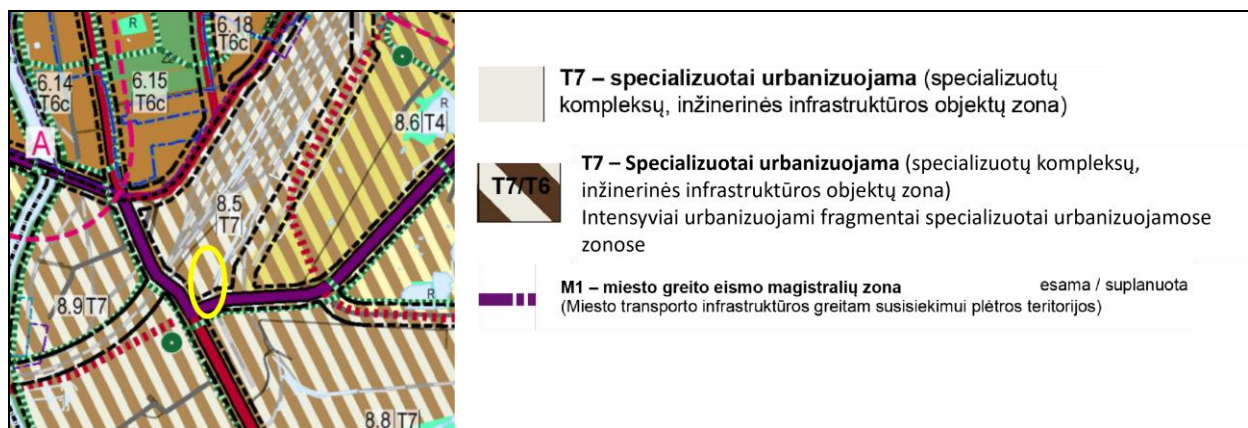 R
6.18
T6c
6.14
T6c
6.15
T6c
A
R
8.6 T4
8.5
T7
8.9 T7
R
8.8 T7
T7 – specializuotai urbanizuojama (specializuotų
kompleksų, inžinerinės infrastruktūros objektų zona)
T7/T6
T7 – Specializuotai urbanizuojama (specializuotų kompleksų,
inžinerinės infrastruktūros objektų zona)
Intensyviai urbanizuojami fragmentai specializuotai urbanizuojamose
zonose
M1 – miesto greito eismo magistralių zona esama / suplanuota
(Miesto transporto infrastruktūros greitam susisiekimui plėtros teritorijos)